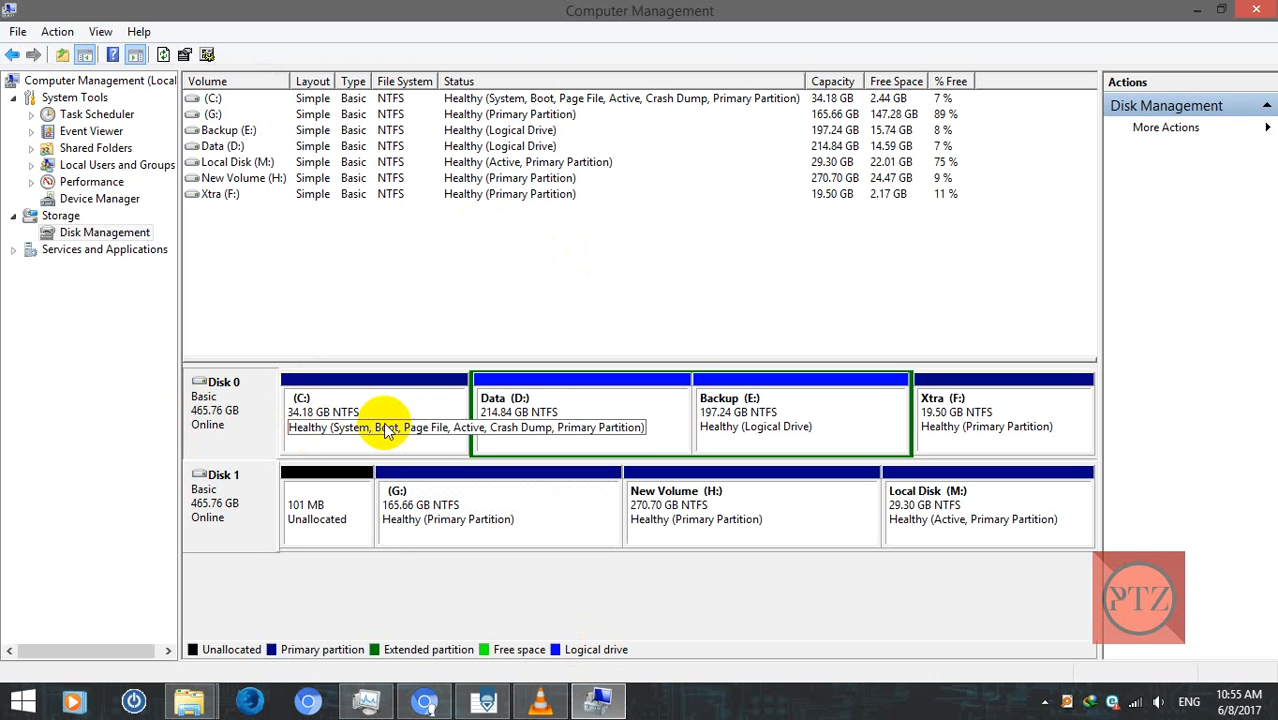 Computer Management
File Action View Help
Computer Management (Local
System Tools
Task Scheduler
Event Viewer
Shared Folders
Local Users and Groups
Performance
Device Manager
Storage
Disk Management
Services and Applications
Volume Layout Type File System Status Capacity Free Space % Free
(C:) Simple Basic NTFS Healthy (System, Boot, Page File, Active, Crash Dump, Primary Partition) 34.18 GB 2.44 GB 7 %
(G:) Simple Basic NTFS Healthy (Primary Partition) 165.66 GB 147.28 GB 89 %
Backup (E:) Simple Basic NTFS Healthy (Logical Drive) 197.24 GB 15.74 GB 8 %
Data (D:) Simple Basic NTFS Healthy (Logical Drive) 214.84 GB 14.59 GB 7 %
Local Disk (M:) Simple Basic NTFS Healthy (Active, Primary Partition) 29.30 GB 22.01 GB 75 %
New Volume (H:) Simple Basic NTFS Healthy (Primary Partition) 270.70 GB 24.47 GB 9 %
Xtra (F:) Simple Basic NTFS Healthy (Primary Partition) 19.50 GB 2.17 GB 11 %
Actions
Disk Management
More Actions
Disk 0
Basic
465.76 GB
Online
(C:)
34.18 GB NTFS
Healthy (System, Boot, Page File, Active, Crash Dump, Primary Partition)
Data (D:)
214.84 GB NTFS
Backup (E:)
197.24 GB NTFS
Healthy (Logical Drive)
Xtra (F:)
19.50 GB NTFS
Healthy (Primary Partition)
Disk 1
Basic
465.76 GB
Online
101 MB
Unallocated
(G:)
165.66 GB NTFS
Healthy (Primary Partition)
New Volume (H:)
270.70 GB NTFS
Healthy (Primary Partition)
Local Disk (M:)
29.30 GB NTFS
Healthy (Active, Primary Partition)
PTZ
Unallocated Primary partition Extended partition Free space Logical drive
ENG
10:55 AM
6/8/2017